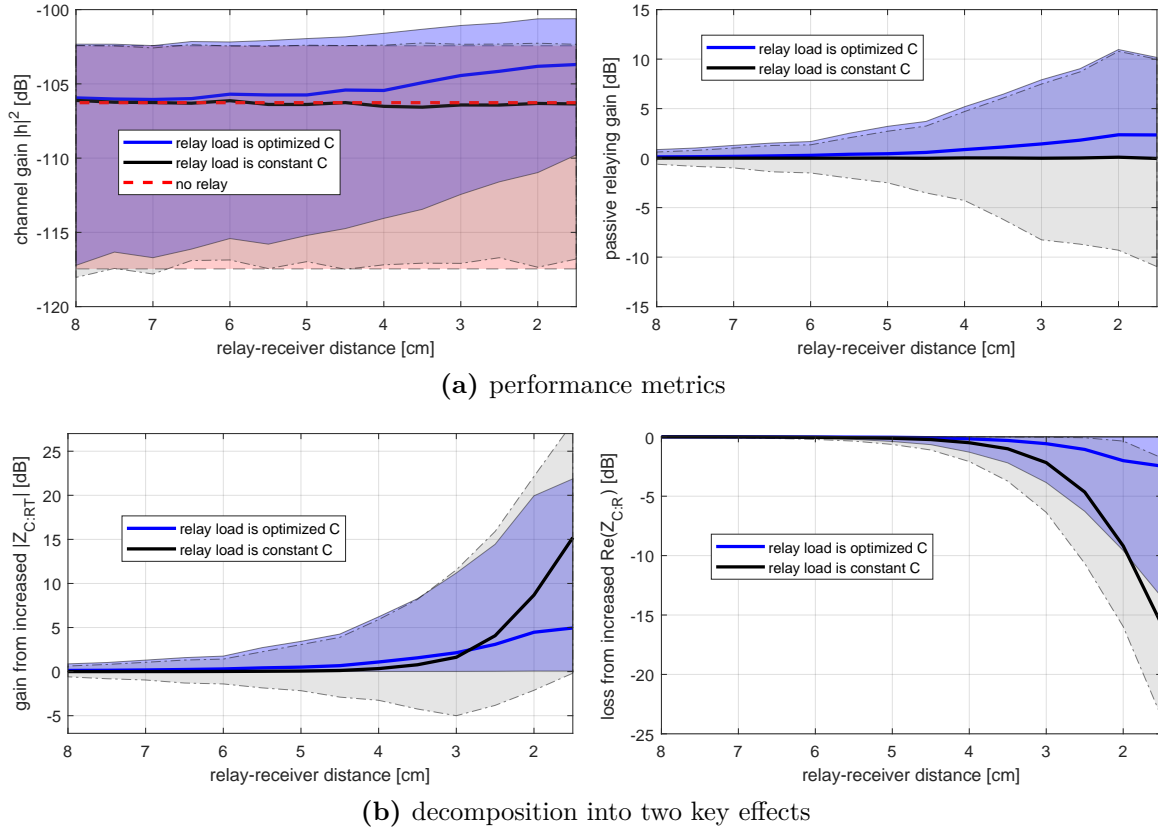 -100
-105
-110
-115
-120
channel gain |h|² [dB]
relay load is optimized C
relay load is constant C
no relay
8 7 6 5 4 3 2
relay-receiver distance [cm]
15
10
5
0
-5
-10
-15
passive relaying gain [dB]
relay load is optimized C
relay load is constant C
8 7 6 5 4 3 2
relay-receiver distance [cm]
(a) performance metrics
25
20
15
10
5
0
-5
gain from increased |Z_{C:RT}| [dB]
relay load is optimized C
relay load is constant C
8 7 6 5 4 3 2
relay-receiver distance [cm]
0
-5
-10
-15
-20
-25
loss from increased Re(Z_{C:R}) [dB]
relay load is optimized C
relay load is constant C
8 7 6 5 4 3 2
relay-receiver distance [cm]
(b) decomposition into two key effects